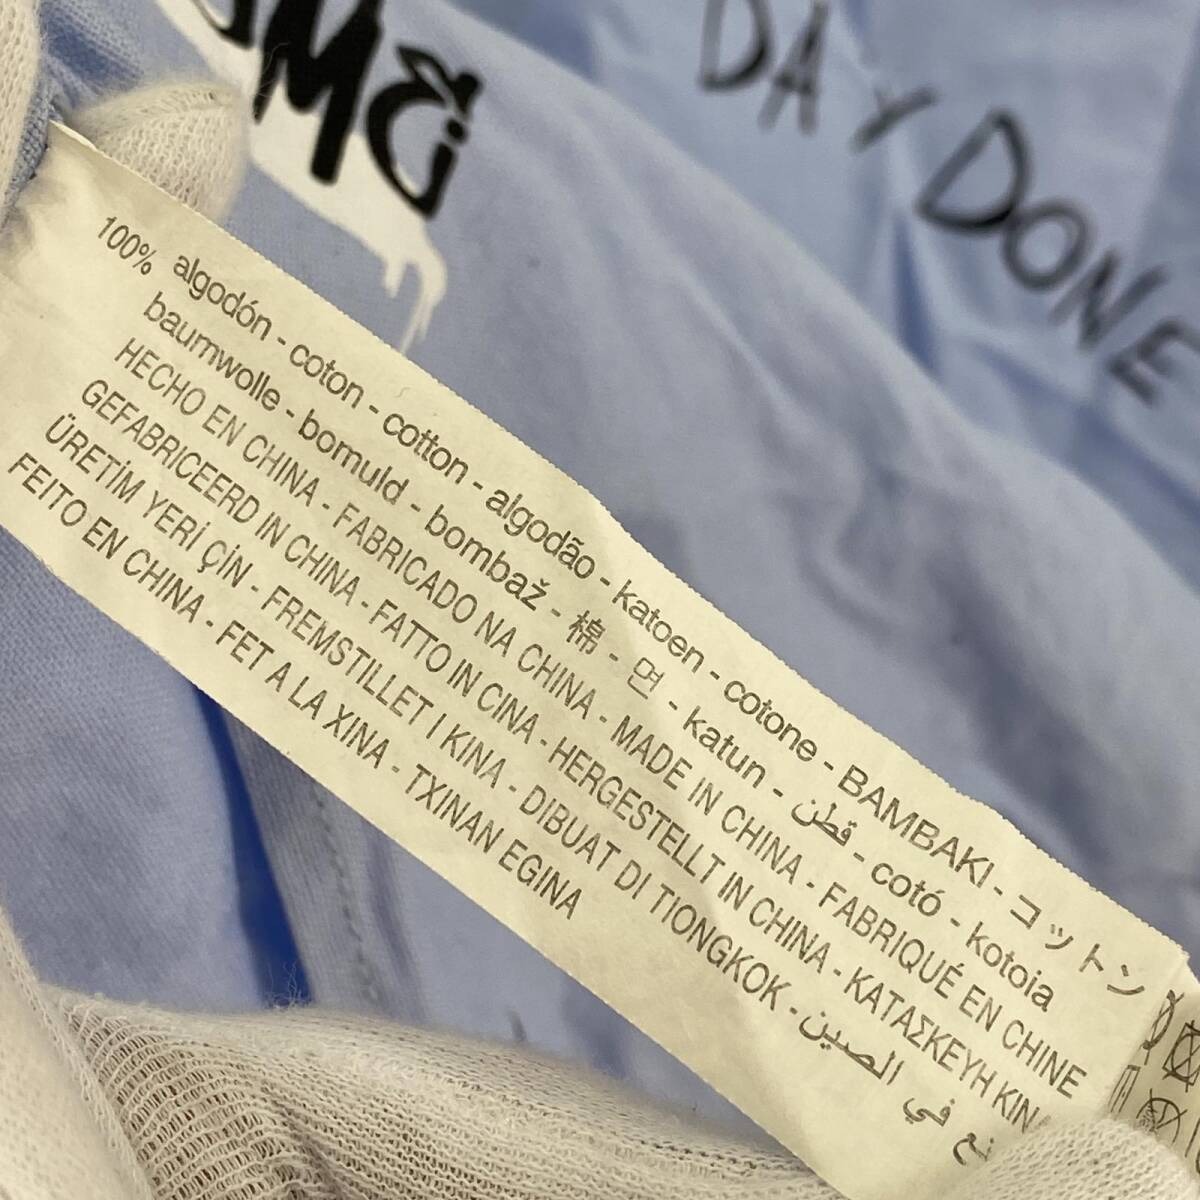 DAY DONE
100% algodón - coton - cotton - algodão - katoen - cotone - BAMBAKI - コットン
baumwolle - bomuld - bombaž - 棉 - 면 - katun - قطن - cotó - kotoia
HECHO EN CHINA - FABRICADO NA CHINA - MADE IN CHINA - FABRIQUÉ EN CHINE
GEFABRICEERD IN CHINA - FATTO IN CINA - HERGESTELLT IN CHINA - ΚΑΤΑΣΚΕΥΗ
ÜRETİM YERİ ÇİN - FREMSTILLET I KINA - DIBUAT DI TIONGKOK - في الصين
FEITO EN CHINA - FET A LA XINA - TXINAN EGINA